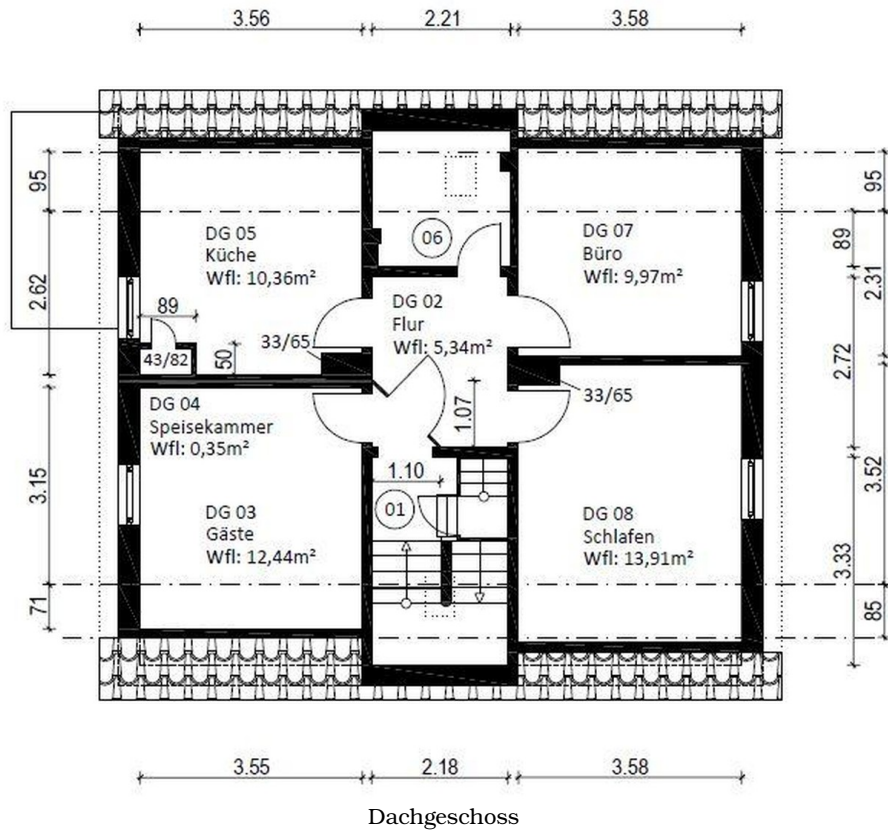 3.56
2.21
3.58
95
95
DG 05
Küche
Wfl: 10,36m²
06
DG 07
Büro
Wfl: 9,97m²
89
2.62
2.31
89
DG 02
Flur
Wfl: 5,34m²
43/82
50
33/65
2.72
33/65
DG 04
Speisekammer
Wfl: 0,35m²
1.07
3.15
1.10
3.52
01
DG 03
Gäste
Wfl: 12,44m²
DG 08
Schlafen
Wfl: 13,91m²
3.33
71
85
3.55
2.18
3.58
Dachgeschoss